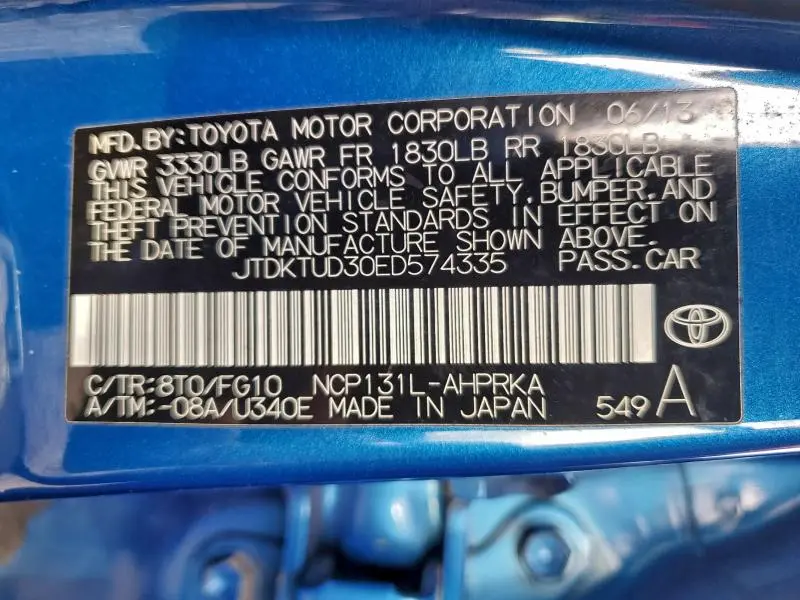 MFD.BY:TOYOTA MOTOR CORPORATION 06/13
GVWR 3330LB GAWR FR 1830LB RR 1830LB
THIS VEHICLE CONFORMS TO ALL APPLICABLE
FEDERAL MOTOR VEHICLE SAFETY,BUMPER,AND
THEFT PREVENTION STANDARDS IN EFFECT ON
THE DATE OF MANUFACTURE SHOWN ABOVE.
JTDKTUD30ED574335 PASS.CAR
C/TR:8T0/FG10 NCP131L-AHPRKA
A/TM:-08A/U340E MADE IN JAPAN 549 A